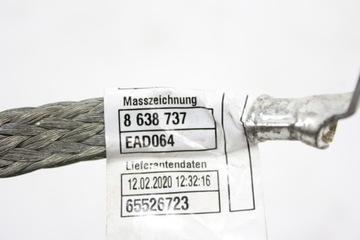 Masszeichnung
8 638 737
EAD064
Lieferantendaten
12.02.2020 12:32:16
65526723